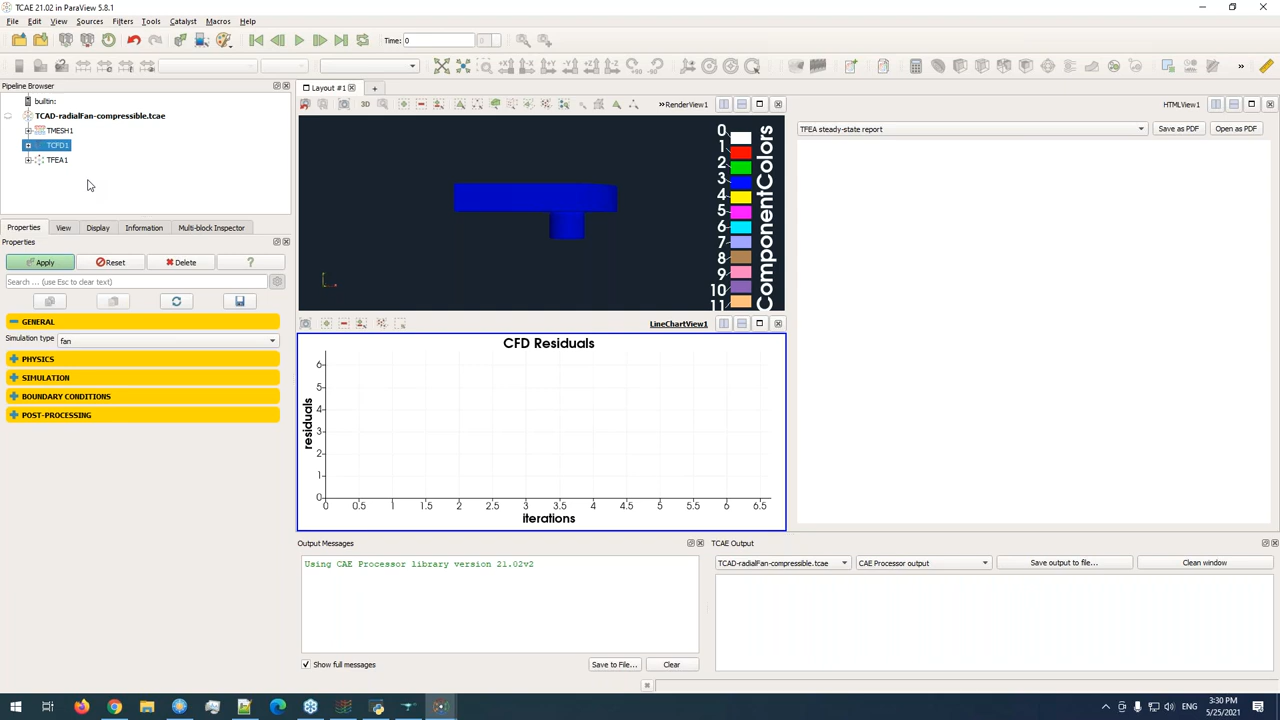 TCAE 21.02 in ParaView 5.8.1
File Edit View Sources Filters Tools Catalyst Macros Help
Time: 0 0
Pipeline Browser
builtin:
TCAD-radialFan-compressible.tcae
TMESH1
TCFD1
TFEA1
Properties View Display Information Multi-block Inspector
Properties
Apply Reset Delete ?
Search ... (use Esc to clear text)
GENERAL
Simulation type fan
PHYSICS
SIMULATION
BOUNDARY CONDITIONS
POST-PROCESSING
Layout #1
3D
RenderView1
0
1
2
3
4
5
6
7
8
9
10
11
ComponentColors
LineChartView1
CFD Residuals
residuals
6
5
4
3
2
1
0
0 0.5 1 1.5 2 2.5 3 3.5 4 4.5 5 5.5 6 6.5
iterations
HTMLView1
TFEA steady-state report
Save as PDF Open as PDF
Output Messages
Using CAE Processor library version 21.02v2
Show full messages
Save to File... Clear
TCAE Output
TCAD-radialFan-compressible.tcae CAE Processor output Save output to file... Clean window
3:30 PM
5/25/2021